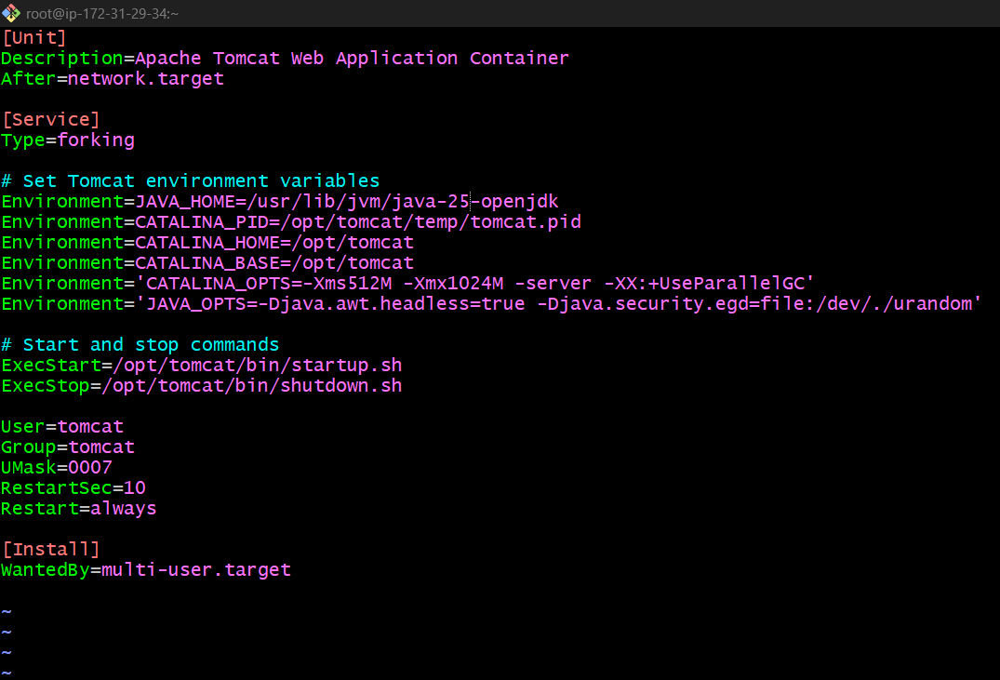 root@ip-172-31-29-34:~
[Unit]
Description=Apache Tomcat Web Application Container
After=network.target

[Service]
Type=forking

# Set Tomcat environment variables
Environment=JAVA_HOME=/usr/lib/jvm/java-25-openjdk
Environment=CATALINA_PID=/opt/tomcat/temp/tomcat.pid
Environment=CATALINA_HOME=/opt/tomcat
Environment=CATALINA_BASE=/opt/tomcat
Environment='CATALINA_OPTS=-Xms512M -Xmx1024M -server -XX:+UseParallelGC'
Environment='JAVA_OPTS=-Djava.awt.headless=true -Djava.security.egd=file:/dev/./urandom'

# Start and stop commands
ExecStart=/opt/tomcat/bin/startup.sh
ExecStop=/opt/tomcat/bin/shutdown.sh

User=tomcat
Group=tomcat
UMask=0007
RestartSec=10
Restart=always

[Install]
WantedBy=multi-user.target

~
~
~
~